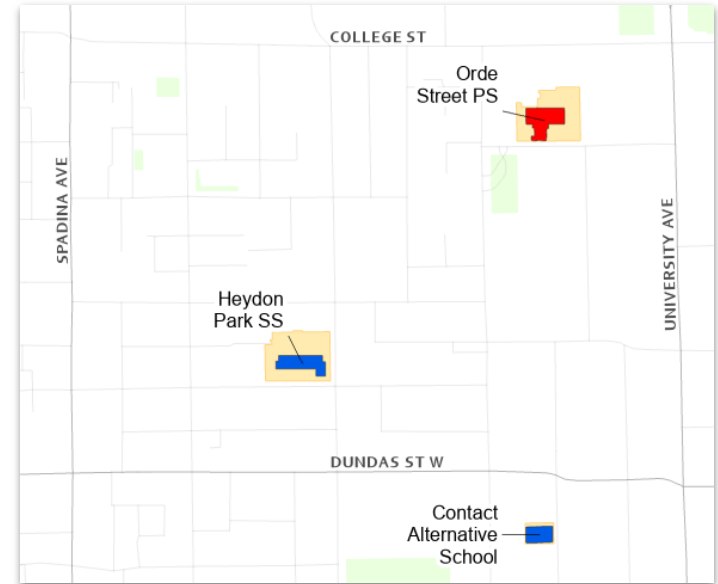 COLLEGE ST
Orde
Street PS
SPADINA AVE
UNIVERSITY AVE
Heydon
Park SS
DUNDAS ST W
Contact
Alternative
School